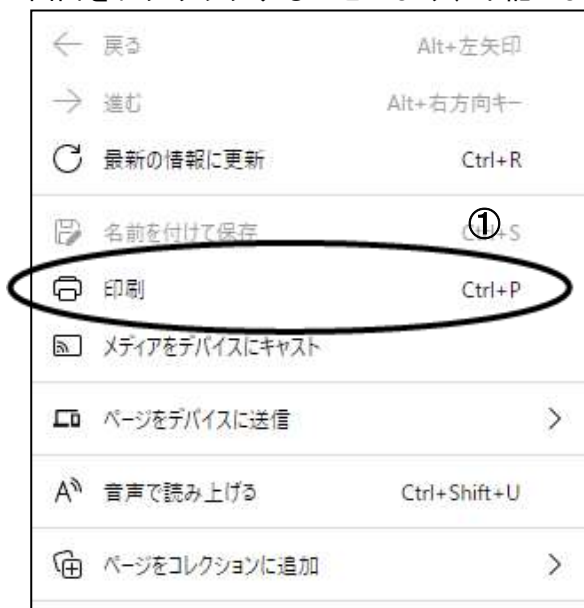 ← 戻る Alt+左矢印
→ 進む Alt+右方向キー
最新の情報に更新 Ctrl+R
①
名前を付けて保存 Ctrl+S
印刷 Ctrl+P
メディアをデバイスにキャスト
ページをデバイスに送信 >
音声で読み上げる Ctrl+Shift+U
ページをコレクションに追加 >